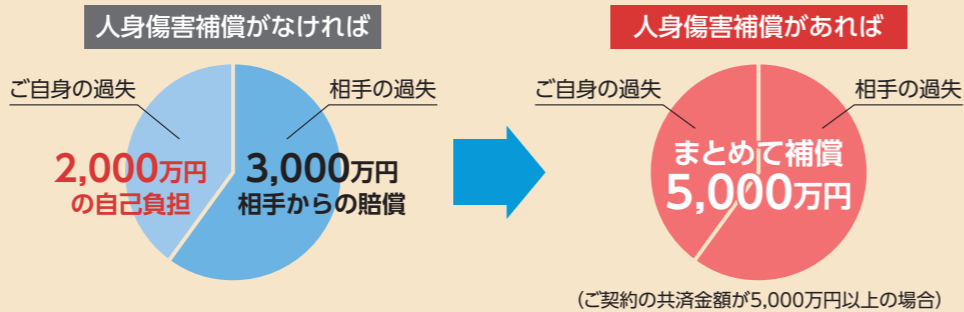 人身傷害補償がなければ
ご自身の過失
相手の過失
2,000万円
の自己負担
3,000万円
相手からの賠償
人身傷害補償があれば
ご自身の過失
相手の過失
まとめて補償
5,000万円
(ご契約の共済金額が5,000万円以上の場合)